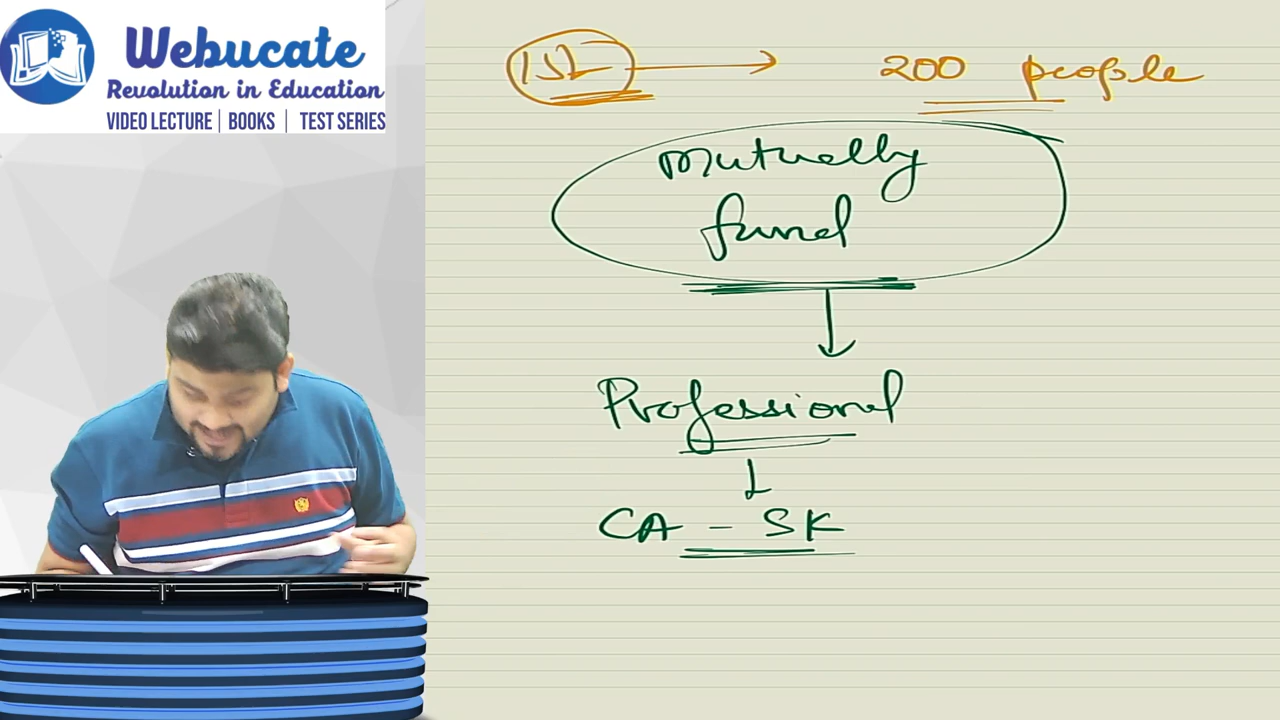 Webucate
Revolution in Education
VIDEO LECTURE | BOOKS | TEST SERIES
200 people
Mutually
fund
Professional
CA - SK